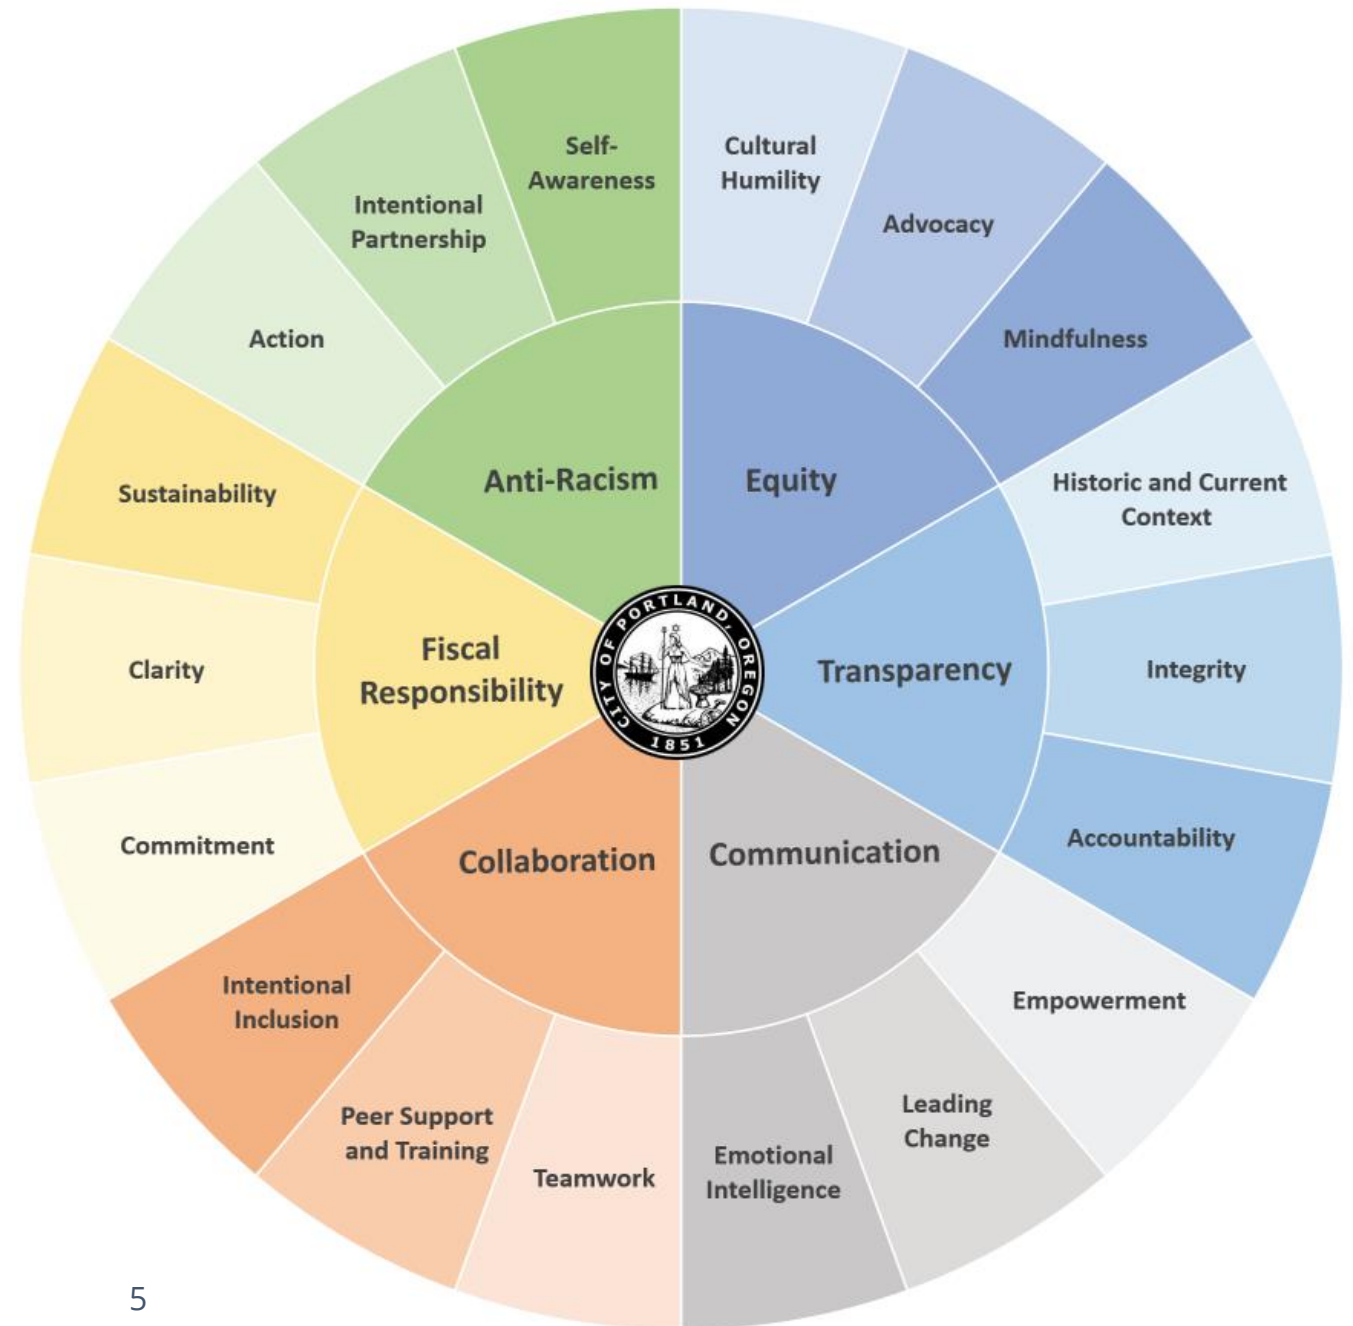 Self-
Awareness
Cultural
Humility
Intentional
Partnership
Advocacy
Action
Mindfulness
Anti-Racism
Equity
Sustainability
Historic and Current
Context
Fiscal
Responsibility
CITY OF PORTLAND, OREGON
1851
Transparency
Clarity
Integrity
Commitment
Accountability
Collaboration
Communication
Intentional
Inclusion
Empowerment
Peer Support
and Training
Leading
Change
Teamwork
Emotional
Intelligence
5